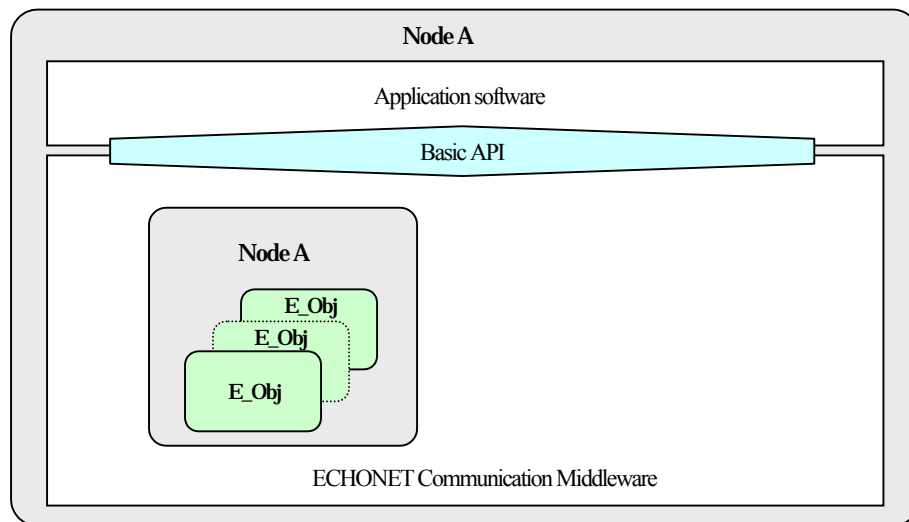 Node A
Application software
Basic API
Node A
E_Obj
E_Obj
E_Obj
ECHONET Communication Middleware